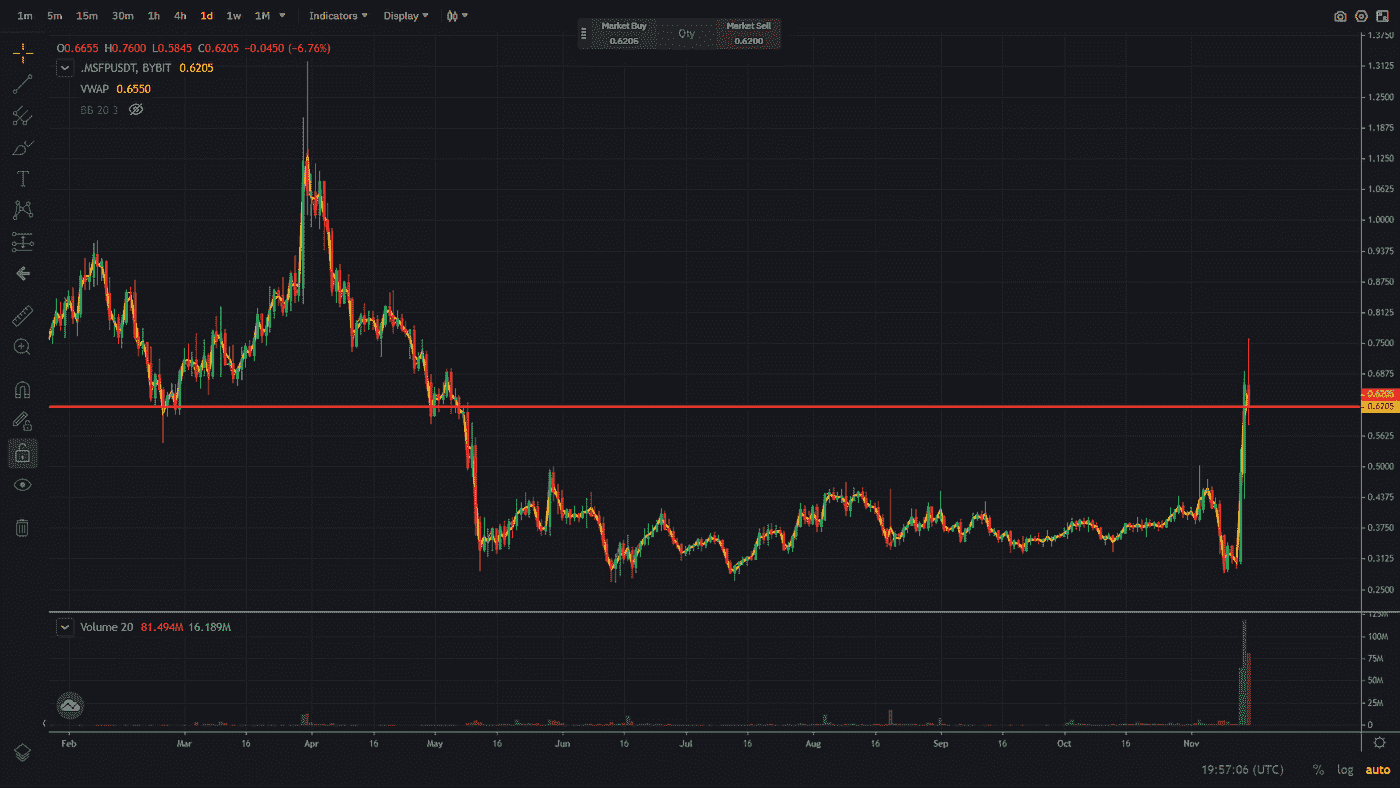 1m 5m 15m 30m 1h 4h 1d 1w 1M Indicators Display
Market Buy 0.6205 Qty Market Sell 0.6200
O0.6655 H0.7600 L0.5845 C0.6205 -0.0450 (-6.76%)
.MSFPUSDT, BYBIT 0.6205
VWAP 0.6550
BB 20 3
1.3750
1.3125
1.2500
1.1875
1.1250
1.0625
1.0000
0.9375
0.8750
0.8125
0.7500
0.6875
0.6205
0.6205
0.5625
0.5000
0.4375
0.3750
0.3125
0.2500
Volume 20 81.494M 16.189M
125M
100M
75M
50M
25M
0
Feb Mar 16 Apr 16 May 16 Jun 16 Jul 16 Aug 16 Sep 16 Oct 16 Nov
19:57:06 (UTC) % log auto